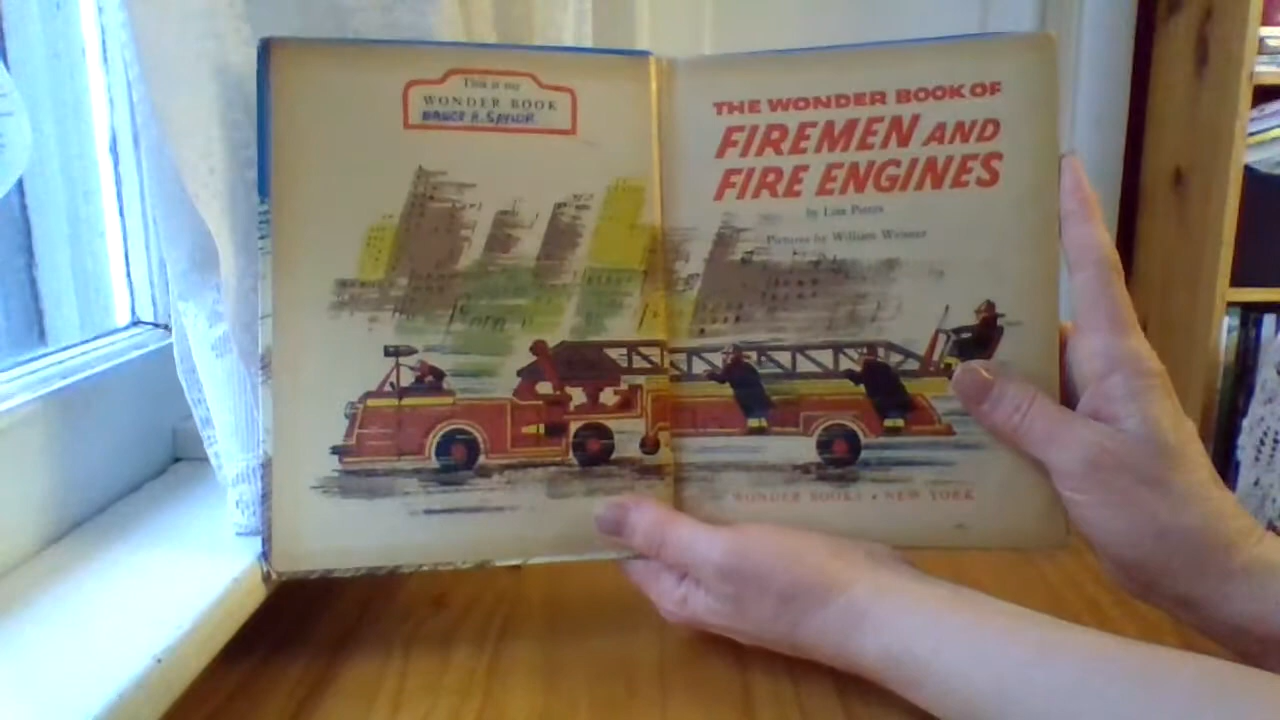 This is my
WONDER BOOK
THE WONDER BOOK OF
FIREMEN AND
FIRE ENGINES
by Lisa Peters
Pictures by William Weisner
WONDER BOOKS • NEW YORK